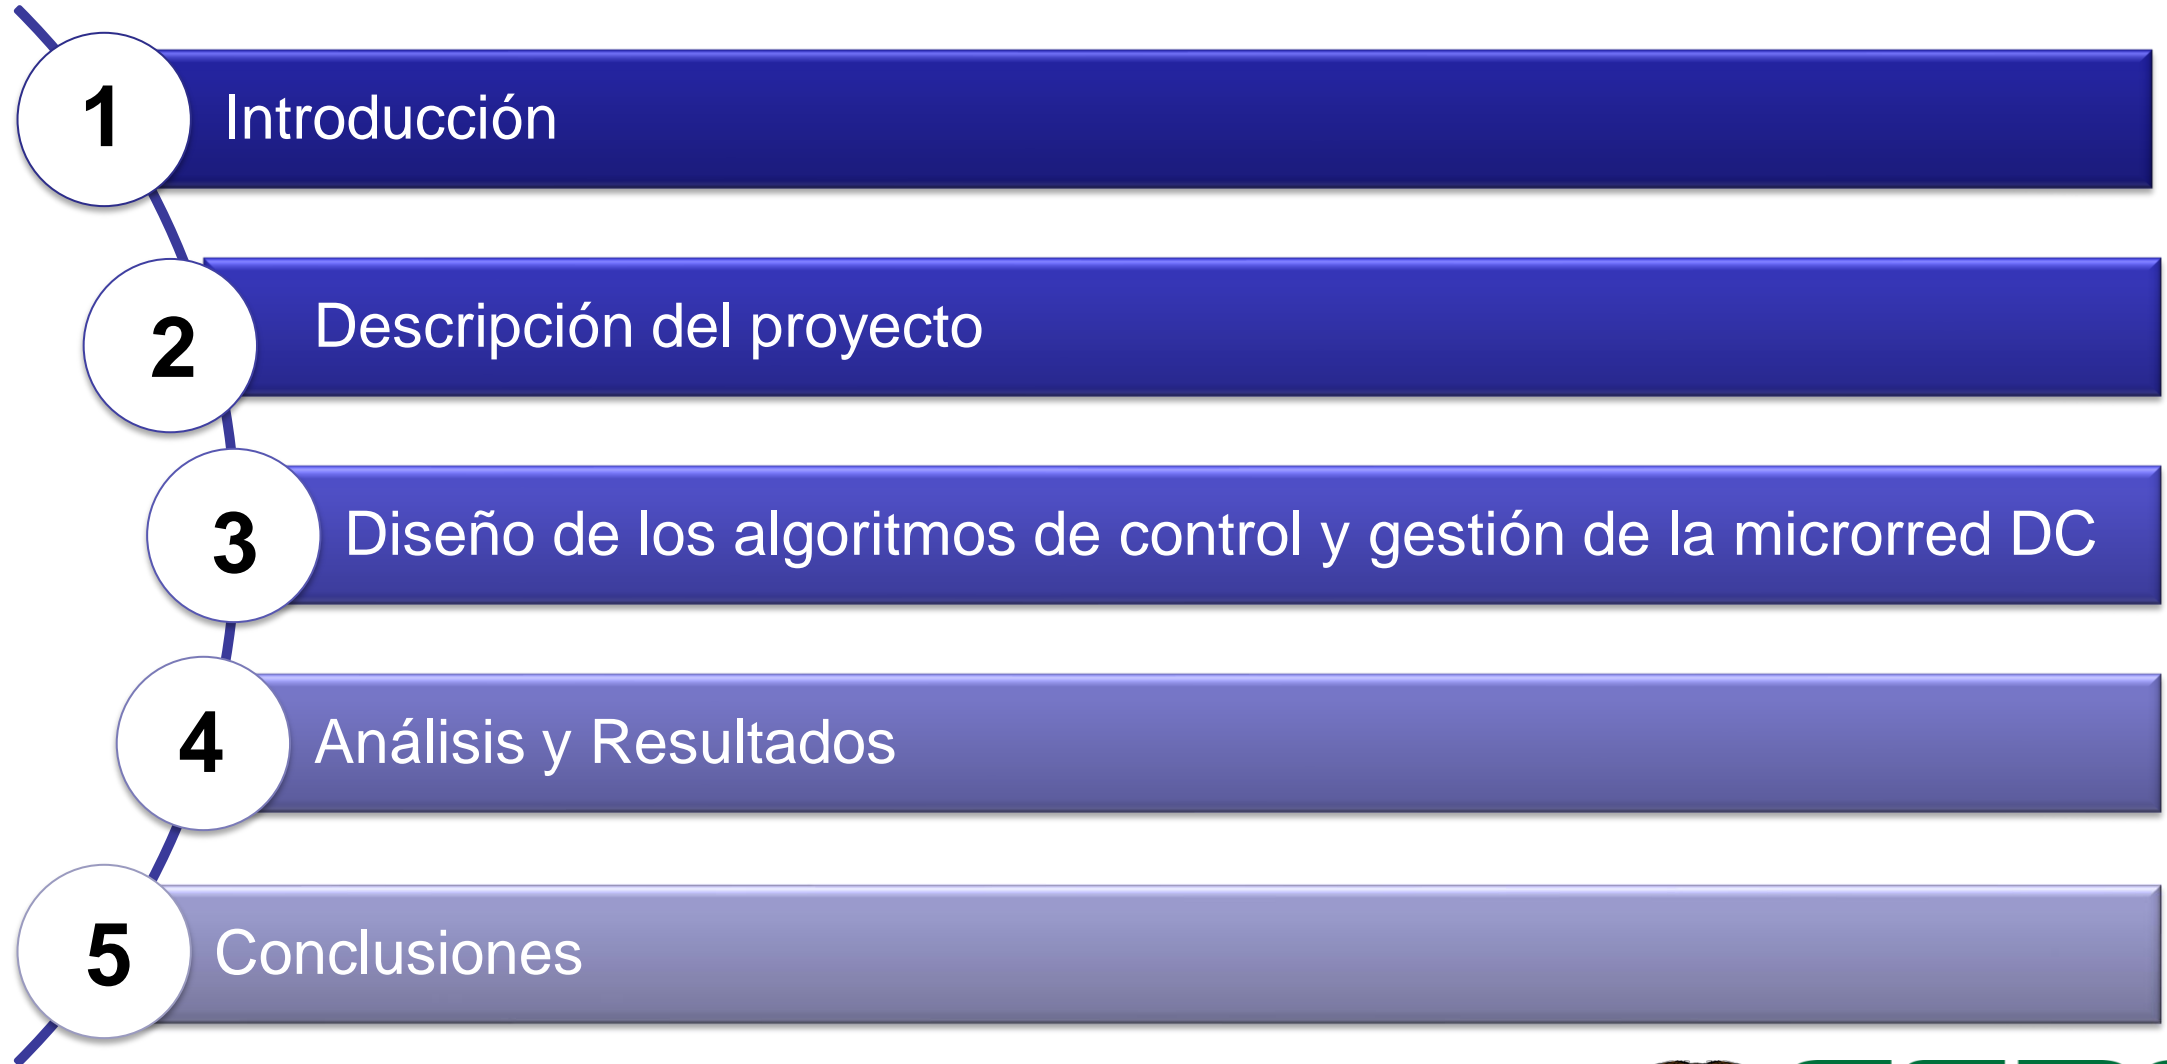 1
Introducción
2
Descripción del proyecto
3
Diseño de los algoritmos de control y gestión de la microrred DC
4
Análisis y Resultados
5
Conclusiones